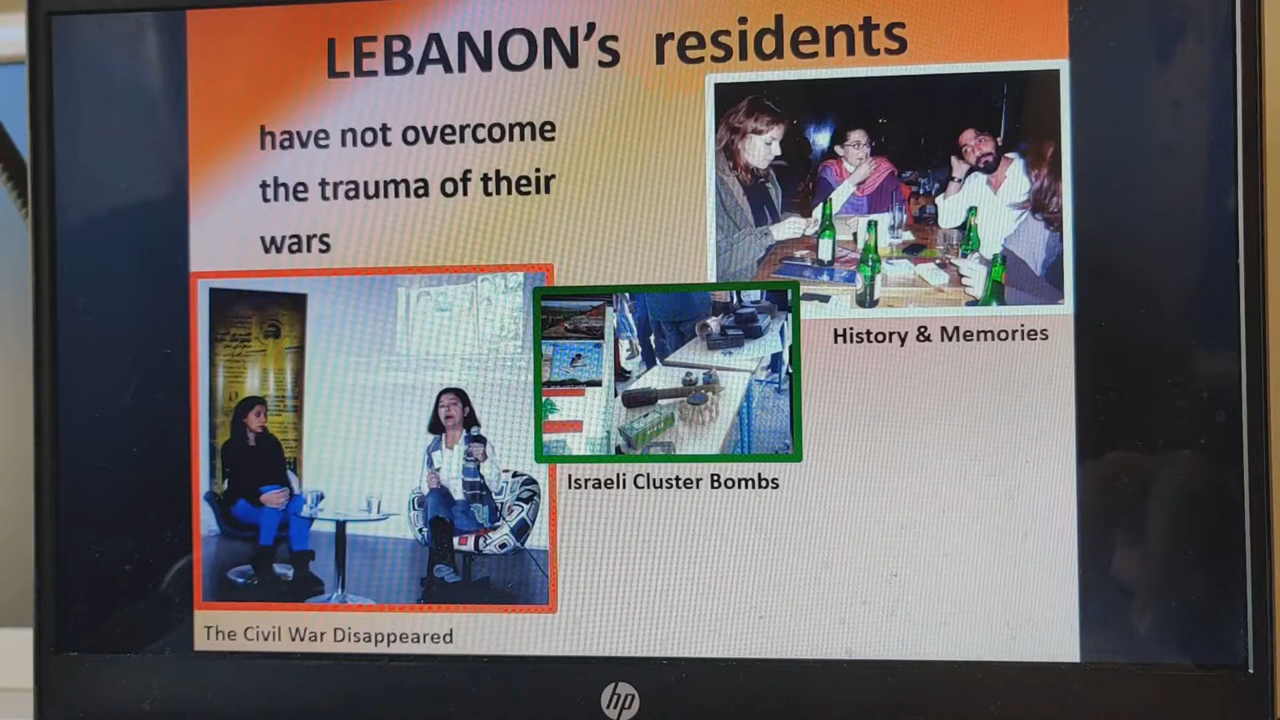 LEBANON's residents
have not overcome
the trauma of their
wars
History & Memories
Israeli Cluster Bombs
The Civil War Disappeared
hp